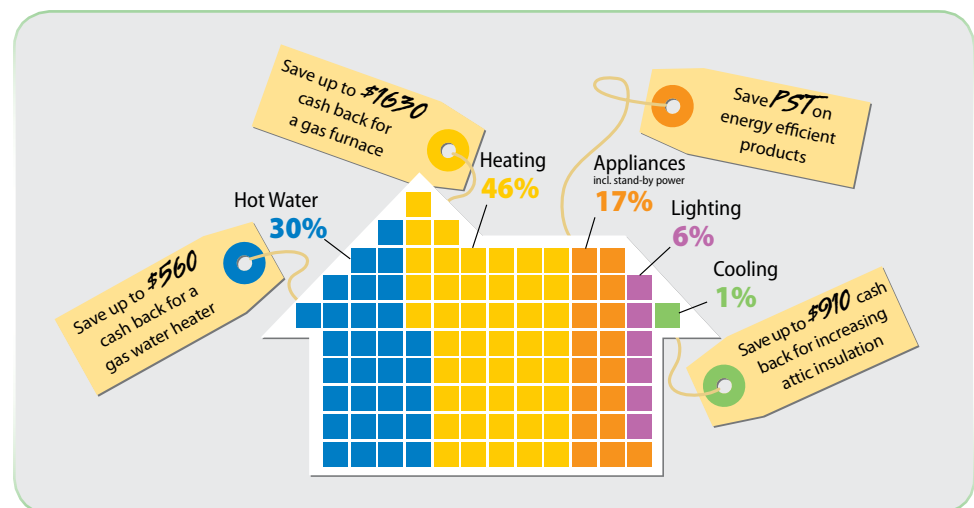 Save up to $1630
cash back for
a gas furnace
Save PST on
energy efficient
products
Heating
46%
Appliances
incl. stand-by power
17%
Hot Water
30%
Lighting
6%
Cooling
1%
Save up to $560
cash back for a
gas water heater
Save up to $910 cash
back for increasing
attic insulation